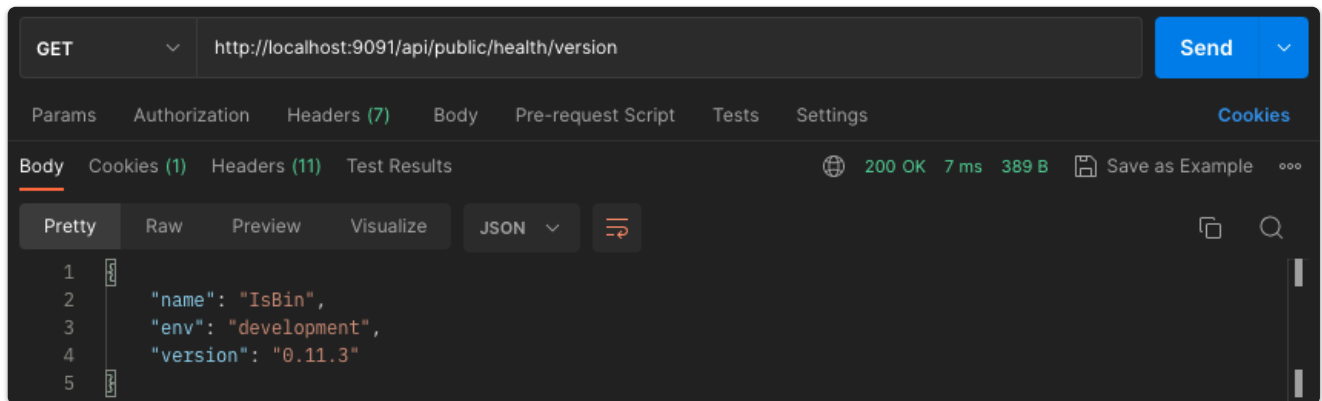 GET http://localhost:9091/api/public/health/version Send
Params Authorization Headers (7) Body Pre-request Script Tests Settings Cookies
Body Cookies (1) Headers (11) Test Results 200 OK 7 ms 389 B Save as Example
Pretty Raw Preview Visualize JSON
1 {
2 "name": "IsBin",
3 "env": "development",
4 "version": "0.11.3"
5 }